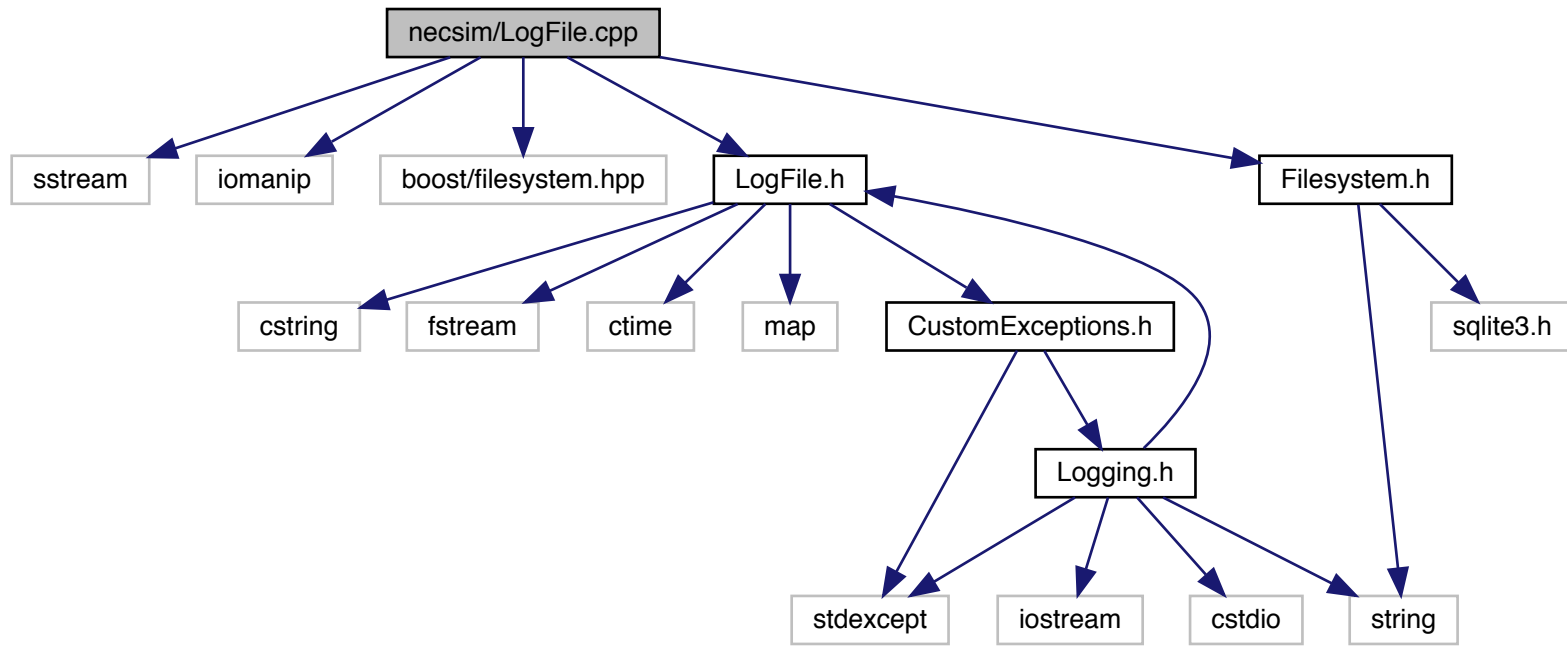 necsim/LogFile.cpp
sstream
iomanip
boost/filesystem.hpp
LogFile.h
Filesystem.h
cstring
fstream
ctime
map
CustomExceptions.h
sqlite3.h
Logging.h
stdexcept
iostream
cstdio
string